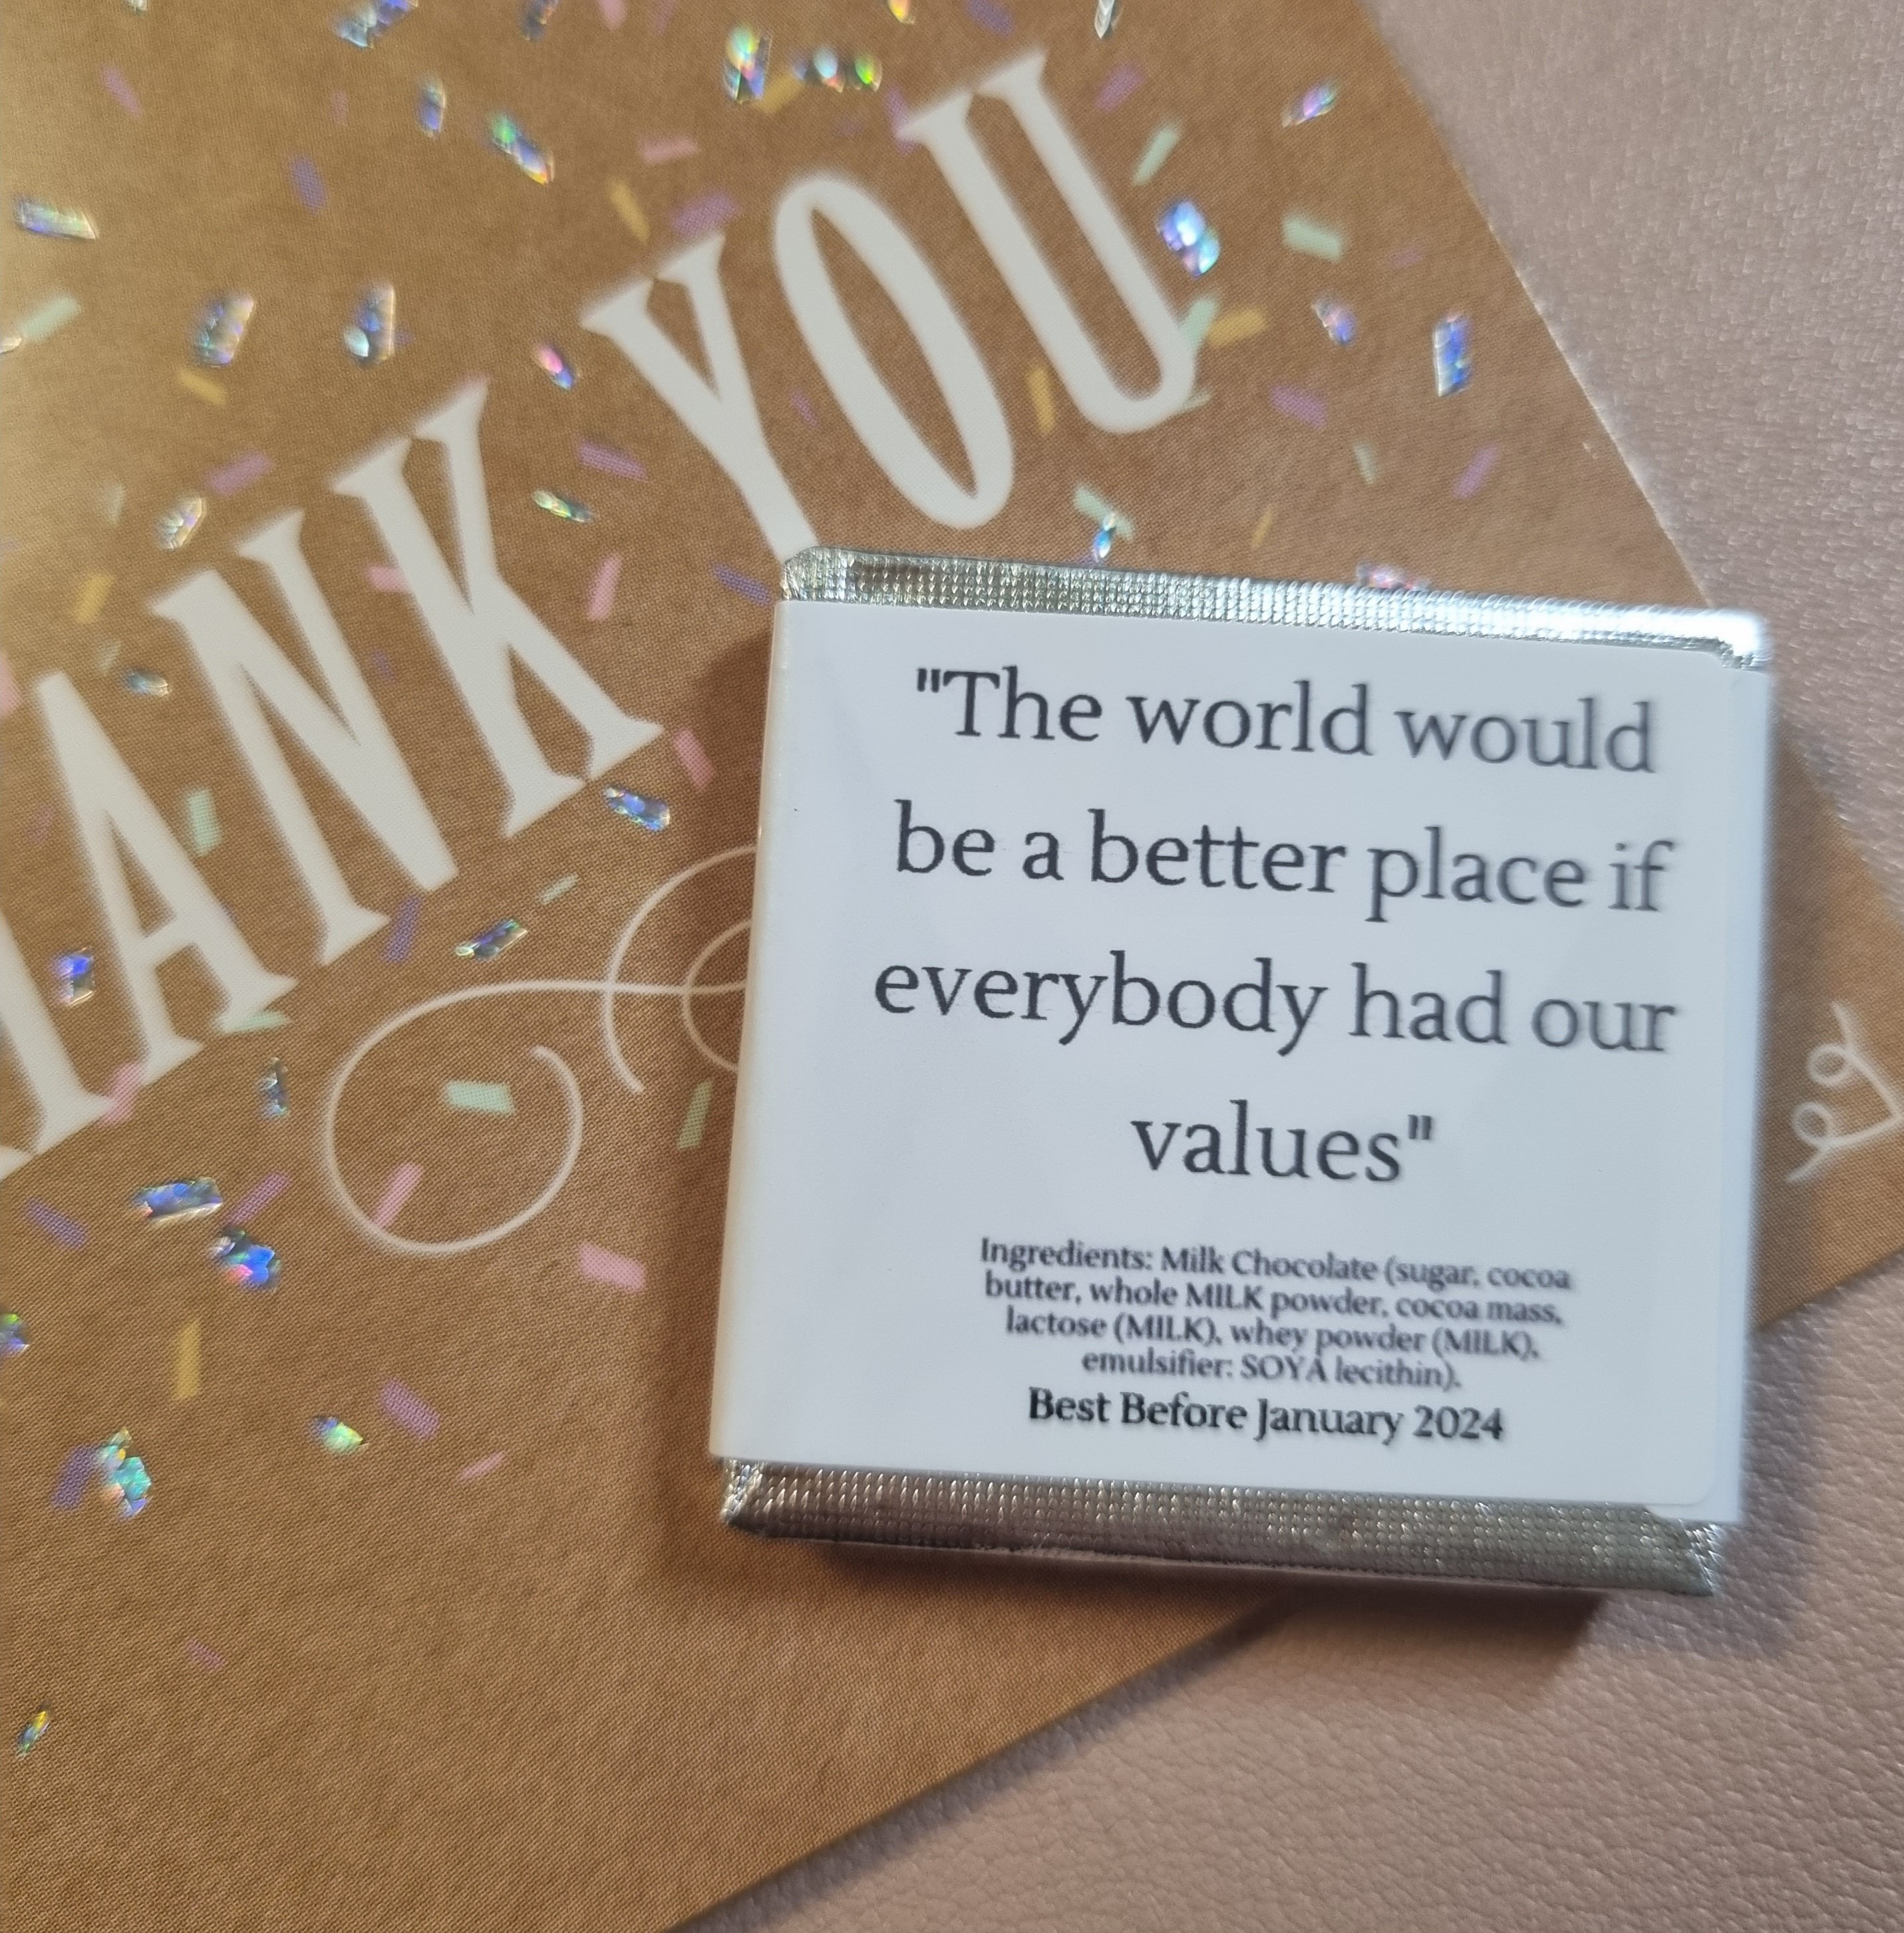 THANK YOU
"The world would
be a better place if
everybody had our
values"
Ingredients: Milk Chocolate (sugar, cocoa
butter, whole MILK powder, cocoa mass,
lactose (MILK), whey powder (MILK),
emulsifier: SOYA lecithin).
Best Before January 2024